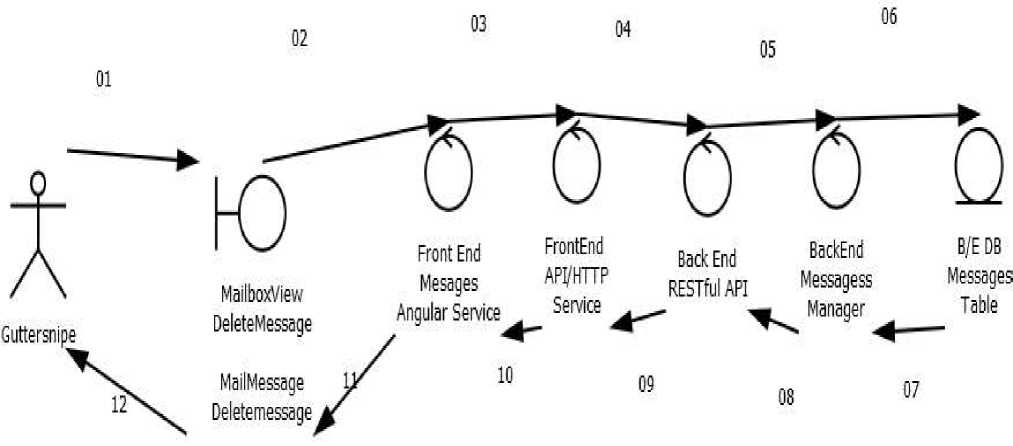 01
02
03
04
05
06
Guttersnipe
MailboxView
DeleteMessage
MailMessage
Deletemessage
Front End
Mesages
Angular Service
FrontEnd
API/HTTP
Service
Back End
RESTful API
BackEnd
Messagess
Manager
B/E DB
Messages
Table
12
11
10
09
08
07